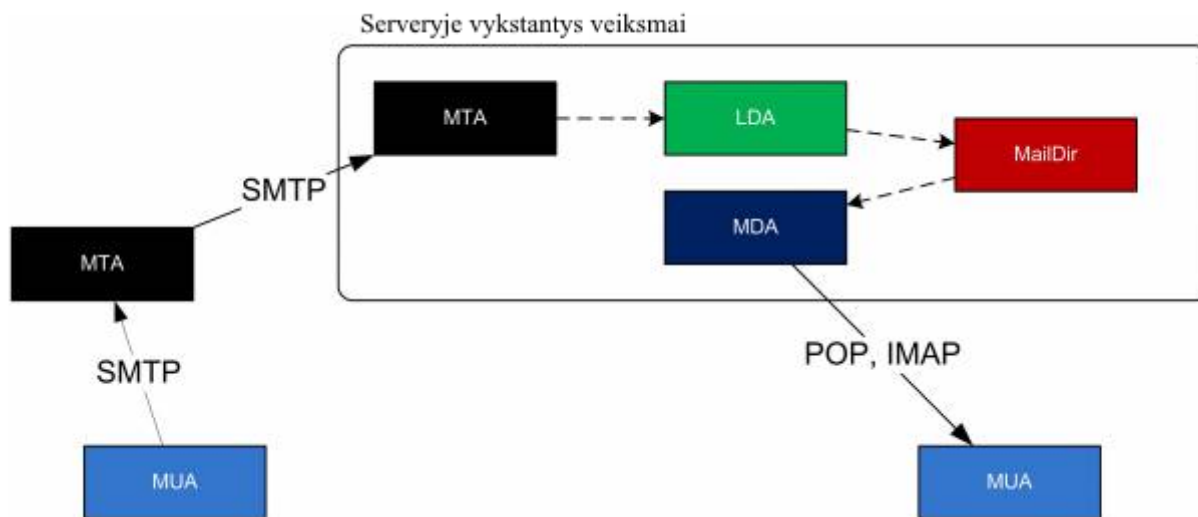 Serveryje vykstantys veiksmai
MTA
LDA
MailDir
SMTP
MDA
MTA
POP, IMAP
SMTP
MUA
MUA